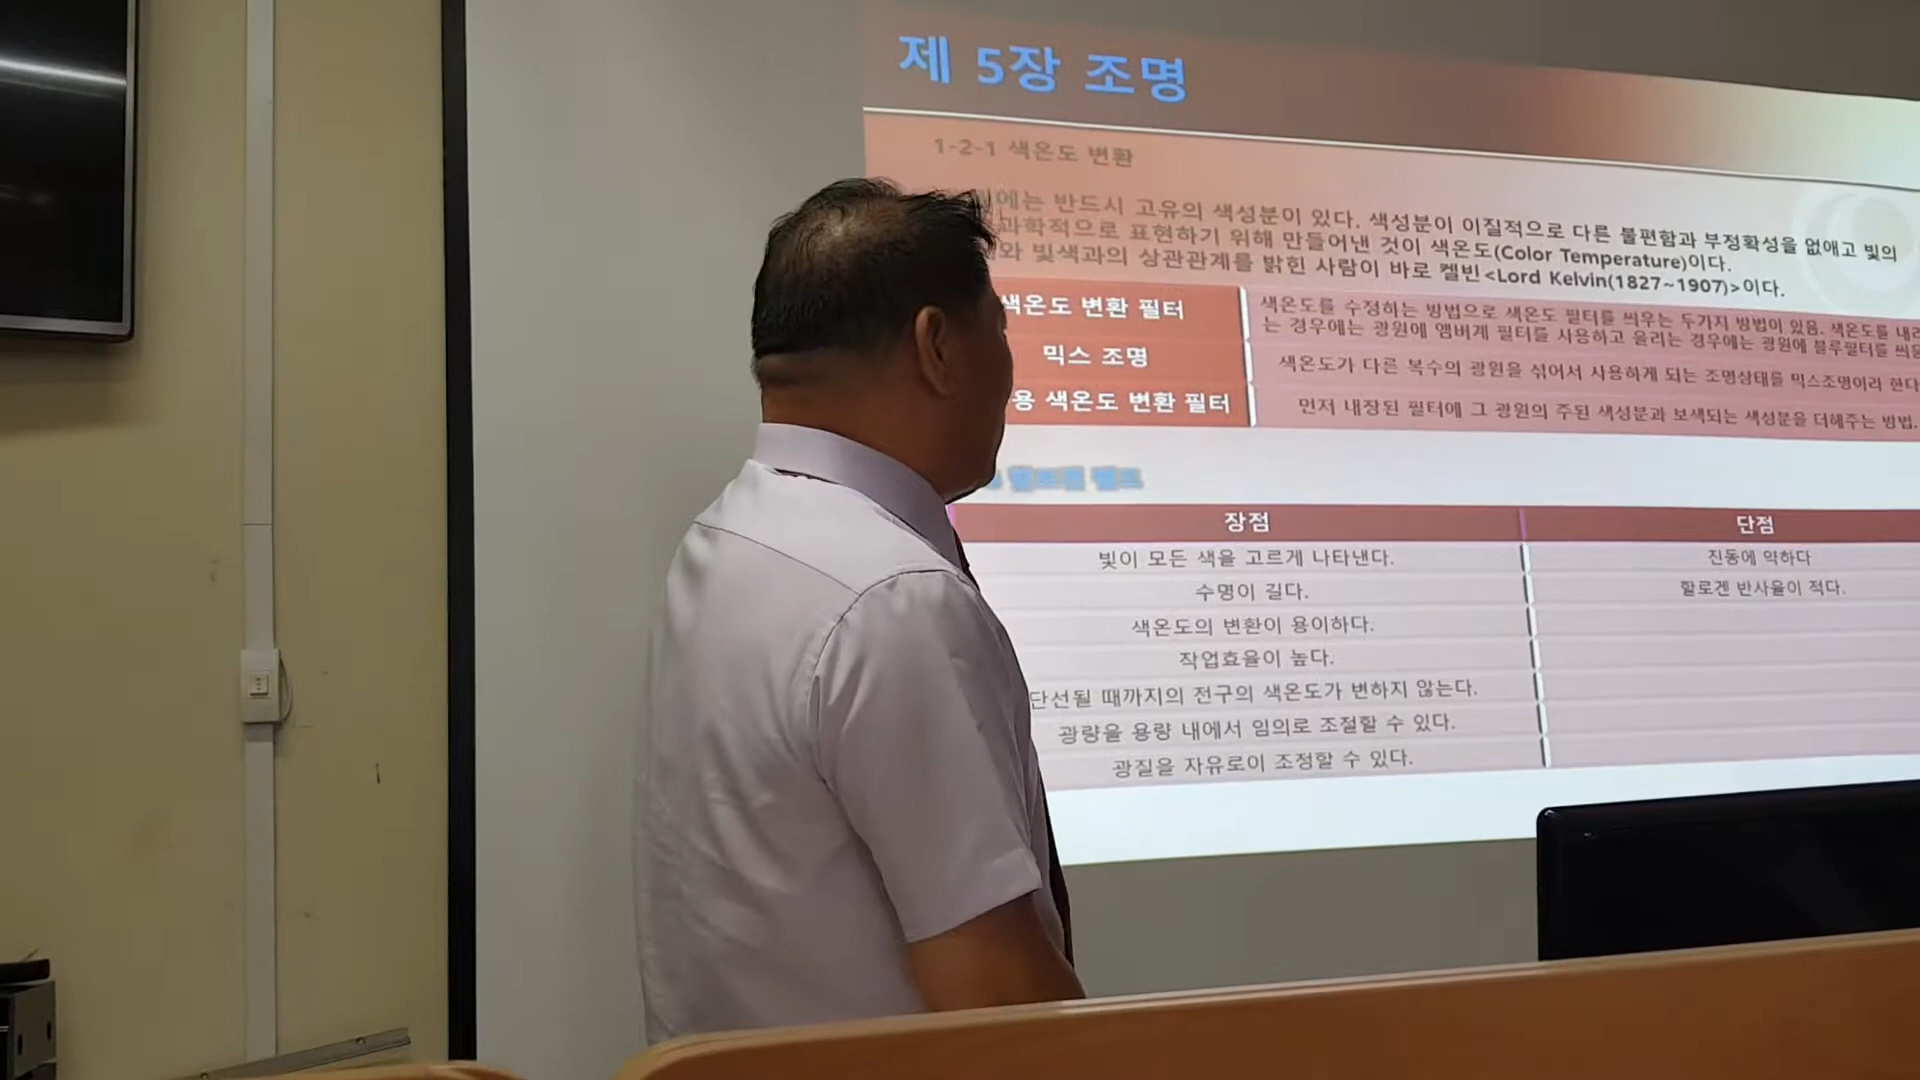 제 5장 조명
1-2-1 색온도 변환
반드시 고유의 색성분이 있다. 색성분이 이질적으로 다른 불편함과 부정확성을 없애고 빛의
과학적으로 표현하기 위해 만들어낸 것이 색온도(Color Temperature)이다.
빛색과의 상관관계를 밝힌 사람이 바로 켈빈<Lord Kelvin(1827~1907)>이다.
색온도 변환 필터
색온도를 수정하는 방법으로 색온도 필터를 씌우는 두가지 방법이 있음. 색온도를
는 경우에는 광원에 앰버계 필터를 사용하고 올리는 경우에는 광원에 블루필터를
믹스 조명
색온도가 다른 복수의 광원을 섞어서 사용하게 되는 조명상태를 믹스조명이라 한다
용 색온도 변환 필터
먼저 내장된 필터에 그 광원의 주된 색성분과 보색되는 색성분을 더해주는 방법.
장점
단점
빛이 모든 색을 고르게 나타낸다.
진동에 약하다
수명이 길다.
할로겐 반사율이 적다.
색온도의 변환이 용이하다.
작업효율이 높다.
단선될 때까지의 전구의 색온도가 변하지 않는다.
광량을 용량 내에서 임의로 조절할 수 있다.
광질을 자유로이 조정할 수 있다.